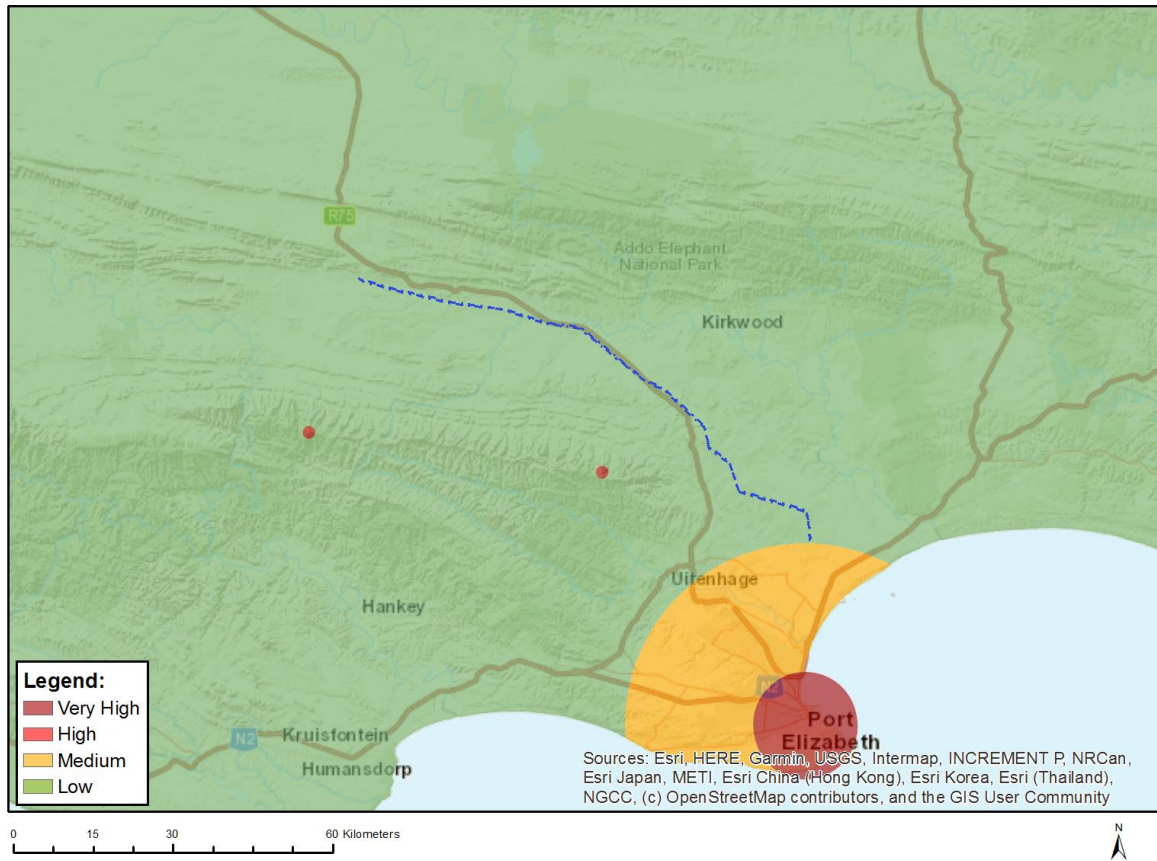 R75
Addo Elephant
National Park
Kirkwood
Uitenhage
Hankey
N2
Port
Elizabeth
N2
Kruisfontein
Humansdorp
Legend:
Very High
High
Medium
Low
Sources: Esri, HERE, Garmin, USGS, Intermap, INCREMENT P, NRCan,
Esri Japan, METI, Esri China (Hong Kong), Esri Korea, Esri (Thailand),
NGCC, (c) OpenStreetMap contributors, and the GIS User Community
0 15 30 60 Kilometers
N